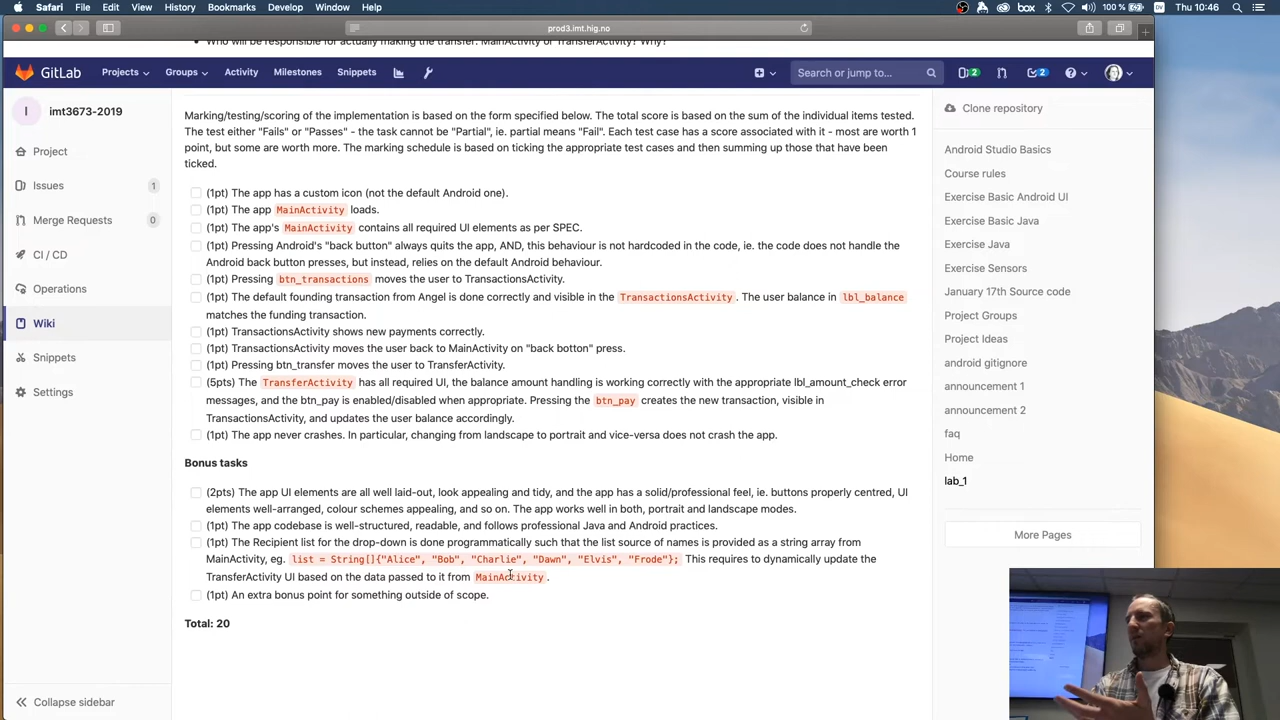 Safari File Edit View History Bookmarks Develop Window Help
box 100 % Thu 10:46
prod3.imt.hig.no
Who will be responsible for actually making the transfer: MainActivity or TransferActivity? Why?
GitLab Projects Groups Activity Milestones Snippets Search or jump to... 2 2
imt3673-2019
Project
Issues 1
Merge Requests 0
CI / CD
Operations
Wiki
Snippets
Settings
Collapse sidebar
Marking/testing/scoring of the implementation is based on the form specified below. The total score is based on the sum of the individual items tested.
The test either "Fails" or "Passes" - the task cannot be "Partial", ie. partial means "Fail". Each test case has a score associated with it - most are worth 1
point, but some are worth more. The marking schedule is based on ticking the appropriate test cases and then summing up those that have been
ticked.
(1pt) The app has a custom icon (not the default Android one).
(1pt) The app MainActivity loads.
(1pt) The app's MainActivity contains all required UI elements as per SPEC.
(1pt) Pressing Android's "back button" always quits the app, AND, this behaviour is not hardcoded in the code, ie. the code does not handle the
Android back button presses, but instead, relies on the default Android behaviour.
(1pt) Pressing btn_transactions moves the user to TransactionsActivity.
(1pt) The default founding transaction from Angel is done correctly and visible in the TransactionsActivity. The user balance in lbl_balance
matches the funding transaction.
(1pt) TransactionsActivity shows new payments correctly.
(1pt) TransactionsActivity moves the user back to MainActivity on "back botton" press.
(1pt) Pressing btn_transfer moves the user to TransferActivity.
(5pts) The TransferActivity has all required UI, the balance amount handling is working correctly with the appropriate lbl_amount_check error
messages, and the btn_pay is enabled/disabled when appropriate. Pressing the btn_pay creates the new transaction, visible in
TransactionsActivity, and updates the user balance accordingly.
(1pt) The app never crashes. In particular, changing from landscape to portrait and vice-versa does not crash the app.
Bonus tasks
(2pts) The app UI elements are all well laid-out, look appealing and tidy, and the app has a solid/professional feel, ie. buttons properly centred, UI
elements well-arranged, colour schemes appealing, and so on. The app works well in both, portrait and landscape modes.
(1pt) The app codebase is well-structured, readable, and follows professional Java and Android practices.
(1pt) The Recipient list for the drop-down is done programmatically such that the list source of names is provided as a string array from
MainActivity, eg. list = String[]{"Alice", "Bob", "Charlie", "Dawn", "Elvis", "Frode"}; This requires to dynamically update the
TransferActivity UI based on the data passed to it from MainActivity .
(1pt) An extra bonus point for something outside of scope.
Total: 20
Clone repository
Android Studio Basics
Course rules
Exercise Basic Android UI
Exercise Basic Java
Exercise Java
Exercise Sensors
January 17th Source code
Project Groups
Project Ideas
android gitignore
announcement 1
announcement 2
faq
Home
lab_1
More Pages